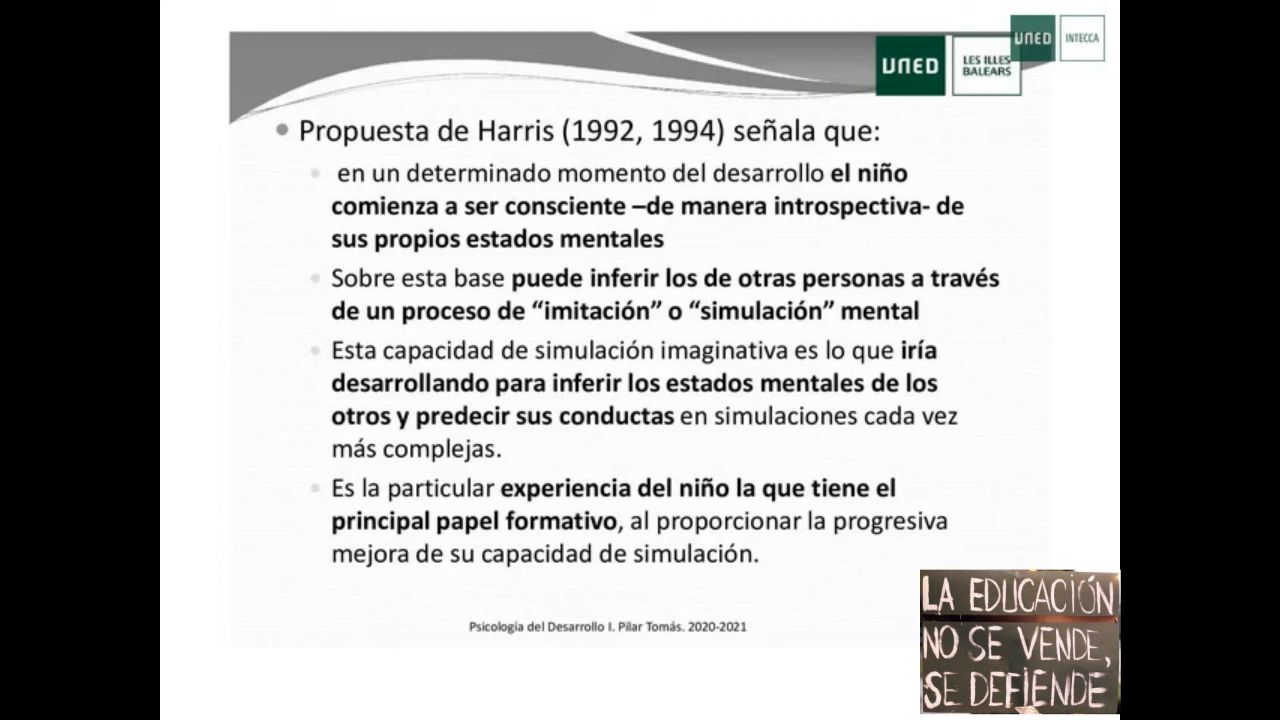 UNED
INTECCA
UNED
LES ILLES
BALEARS
Propuesta de Harris (1992, 1994) señala que:
en un determinado momento del desarrollo el niño
comienza a ser consciente –de manera introspectiva- de
sus propios estados mentales
Sobre esta base puede inferir los de otras personas a través
de un proceso de “imitación” o “simulación” mental
Esta capacidad de simulación imaginativa es lo que iría
desarrollando para inferir los estados mentales de los
otros y predecir sus conductas en simulaciones cada vez
más complejas.
Es la particular experiencia del niño la que tiene el
principal papel formativo, al proporcionar la progresiva
mejora de su capacidad de simulación.
Psicología del Desarrollo I. Pilar Tomás. 2020-2021
LA EDUCACIÓN
NO SE VENDE,
SE DEFIENDE